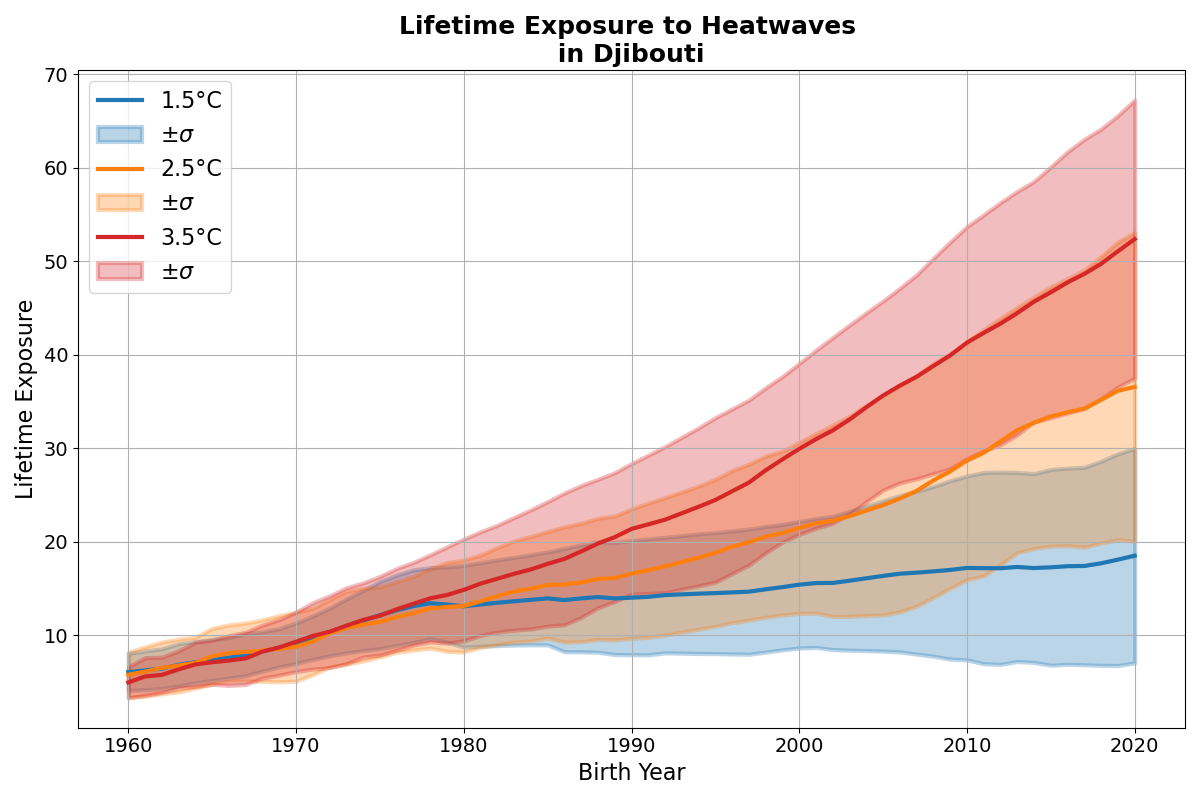 Lifetime Exposure to Heatwaves
in Djibouti
1.5°C
±σ
2.5°C
±σ
3.5°C
±σ
Lifetime Exposure
70
60
50
40
30
20
10
1960
1970
1980
1990
2000
2010
2020
Birth Year